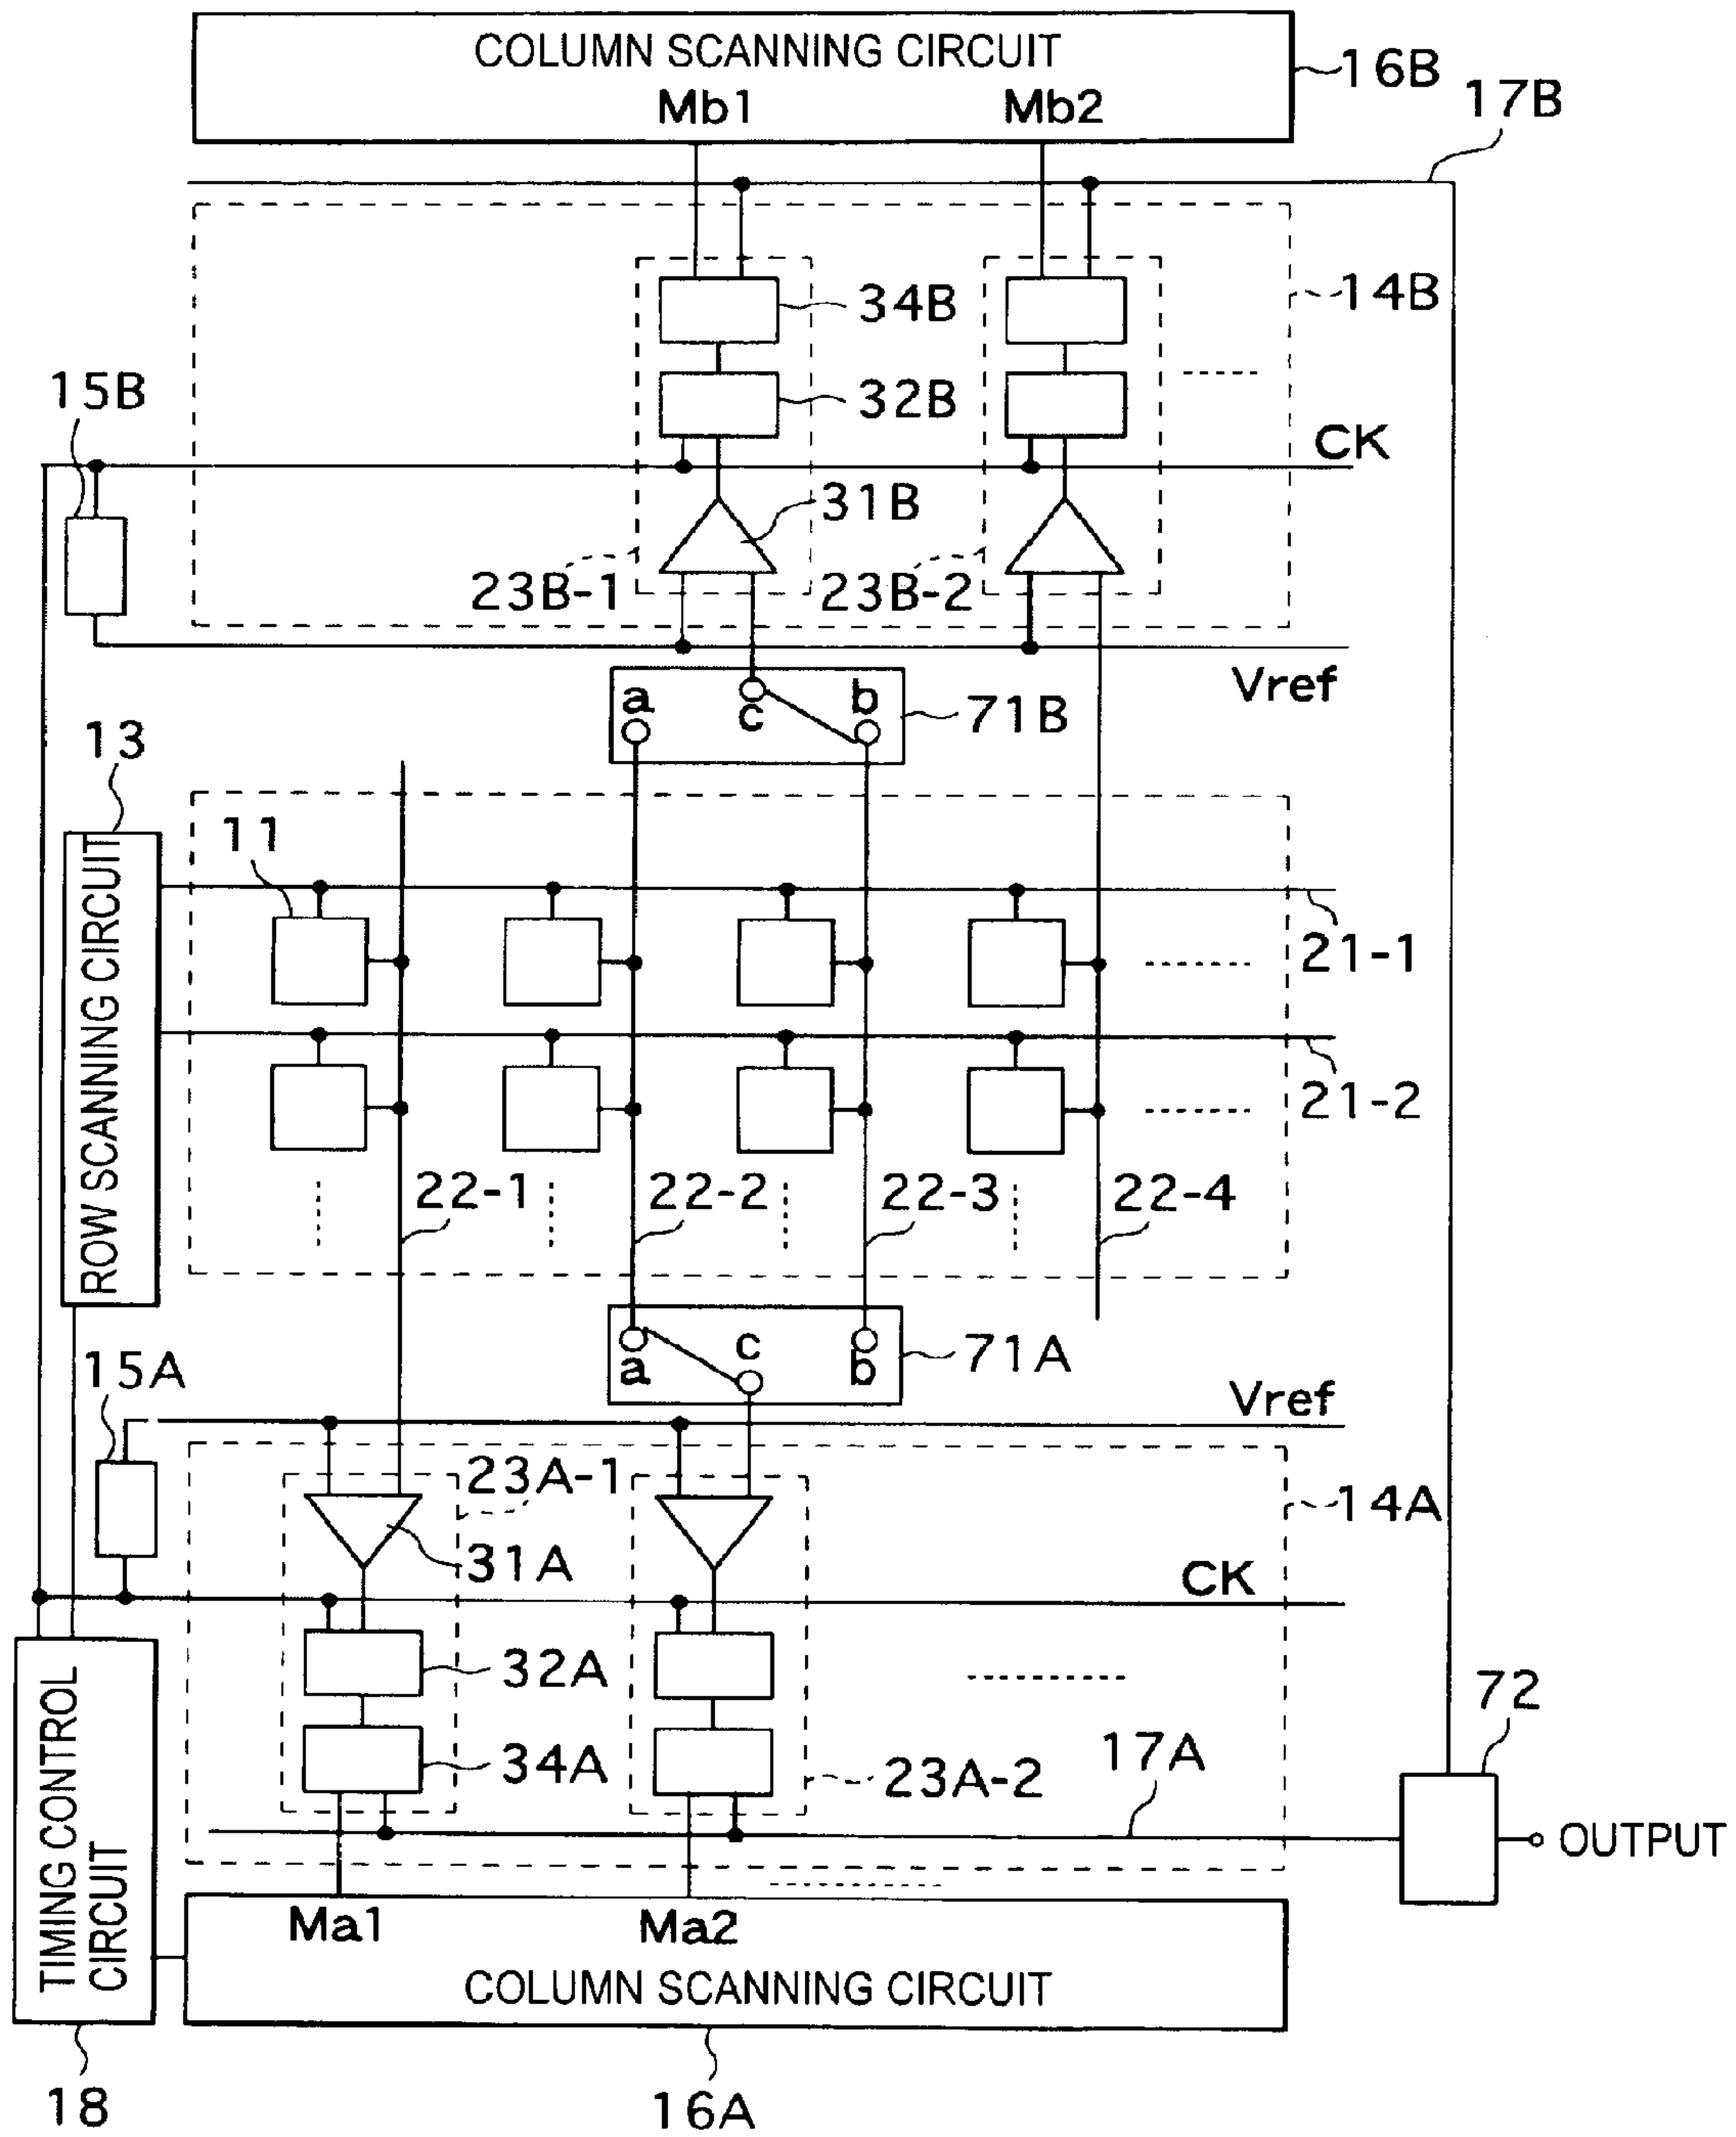 COLUMN SCANNING CIRCUIT
Mb1
Mb2
16B
17B
34B
14B
15B
32B
CK
31B
23B-1
23B-2
Vref
a
c
b
71B
13
11
ROW SCANNING CIRCUIT
21-1
21-2
22-1
22-2
22-3
22-4
a
c
b
71A
15A
Vref
23A-1
14A
31A
CK
32A
72
34A
17A
23A-2
TIMING CONTROL
CIRCUIT
OUTPUT
Ma1
Ma2
COLUMN SCANNING CIRCUIT
18
16A